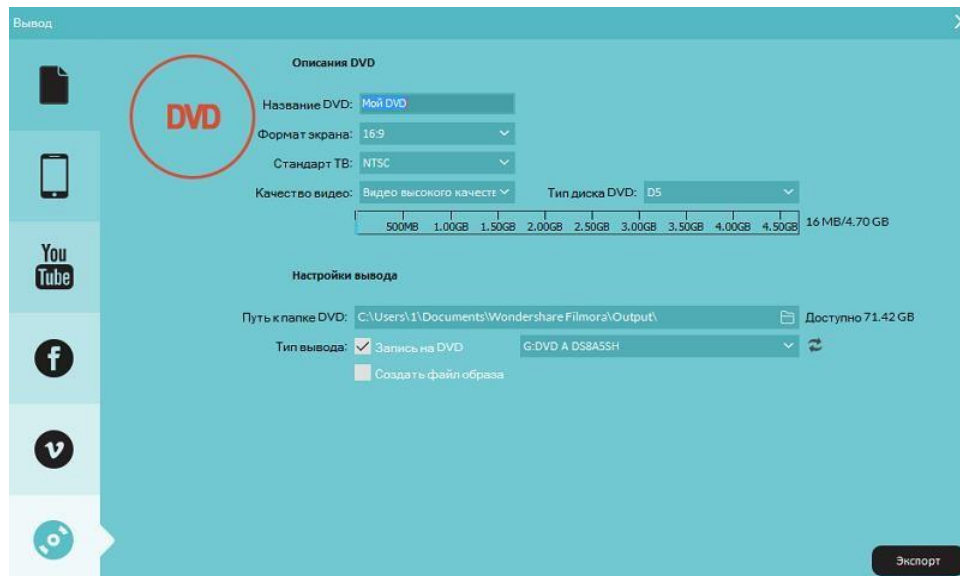 Вывод
Описания DVD
DVD
Название DVD: Мой DVD
Формат экрана: 16:9
Стандарт ТВ: NTSC
Качество видео: Видео высокого качеств Тип диска DVD: D5
500MB 1.00GB 1.50GB 2.00GB 2.50GB 3.00GB 3.50GB 4.00GB 4.50GB 16 MB/4.70 GB
You
Tube
Настройки вывода
Путь к папке DVD: C:\Users\1\Documents\Wondershare Filmora\Output\ Доступно 71.42 GB
Тип вывода: Запись на DVD G:DVD A DS8A5SH
Создать файл образа
Экспорт